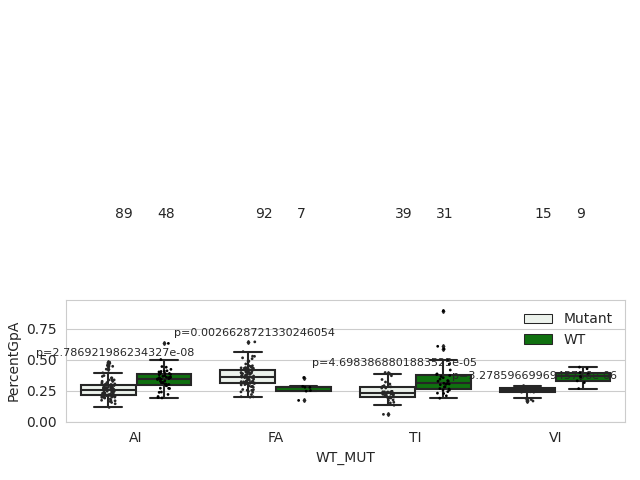 89 48 92 7 39 31 15 9
p=0.0026628721330246054
p=2.786921986234327e-08
p=4.6983868801883525e-05
Mutant
WT
PercentGpA
0.75
0.50
0.25
0.00
AI FA TI VI
WT_MUT